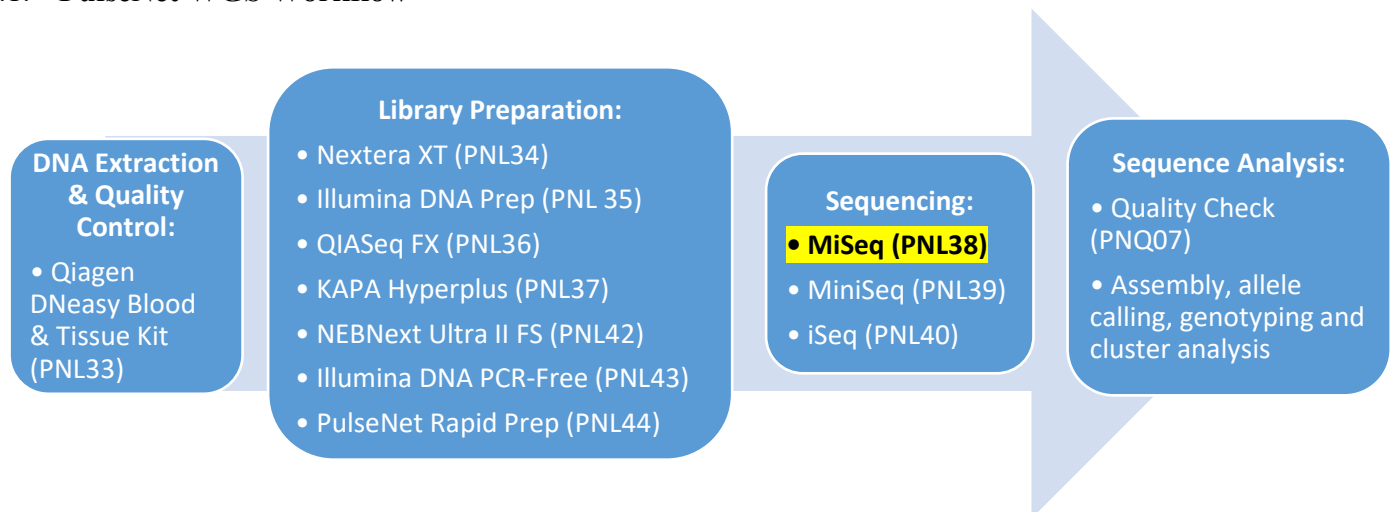 PulseNet WGS Workflow
DNA Extraction
& Quality
Control:
• Qiagen
DNeasy Blood
& Tissue Kit
(PNL33)
Library Preparation:
• Nextera XT (PNL34)
• Illumina DNA Prep (PNL 35)
• QIASeq FX (PNL36)
• KAPA Hyperplus (PNL37)
• NEBNext Ultra II FS (PNL42)
• Illumina DNA PCR-Free (PNL43)
• PulseNet Rapid Prep (PNL44)
Sequencing:
• MiSeq (PNL38)
• MiniSeq (PNL39)
• iSeq (PNL40)
Sequence Analysis:
• Quality Check
(PNQ07)
• Assembly, allele
calling, genotyping and
cluster analysis